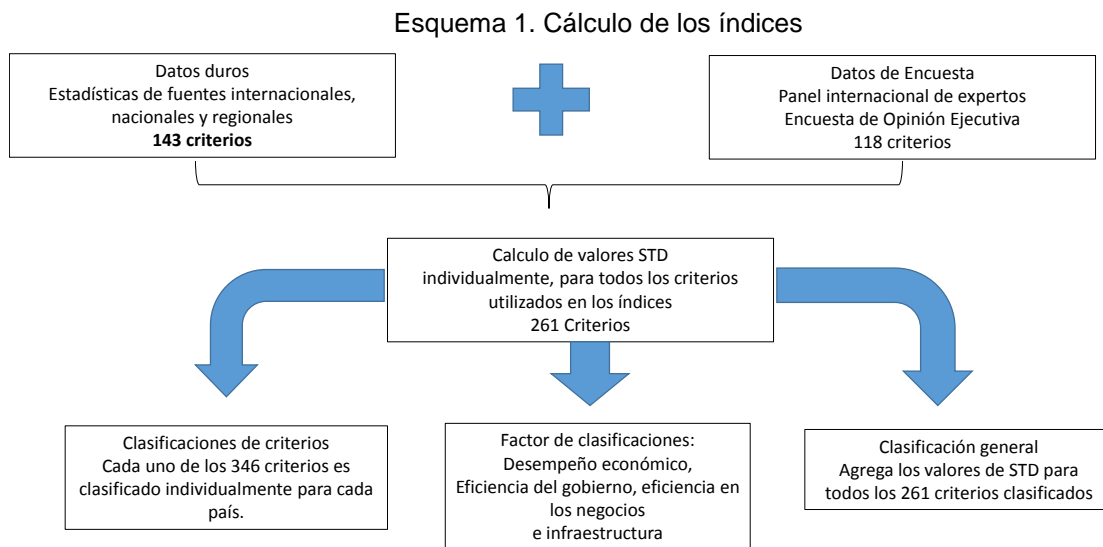 Esquema 1. Cálculo de los índices
Datos duros
Estadísticas de fuentes internacionales,
nacionales y regionales
143 criterios
Datos de Encuesta
Panel internacional de expertos
Encuesta de Opinión Ejecutiva
118 criterios
Calculo de valores STD
individualmente, para todos los criterios
utilizados en los índices
261 Criterios
Clasificaciones de criterios
Cada uno de los 346 criterios es
clasificado individualmente para cada
país.
Factor de clasificaciones:
Desempeño económico,
Eficiencia del gobierno, eficiencia en
los negocios
e infraestructura
Clasificación general
Agrega los valores de STD para
todos los 261 criterios clasificados